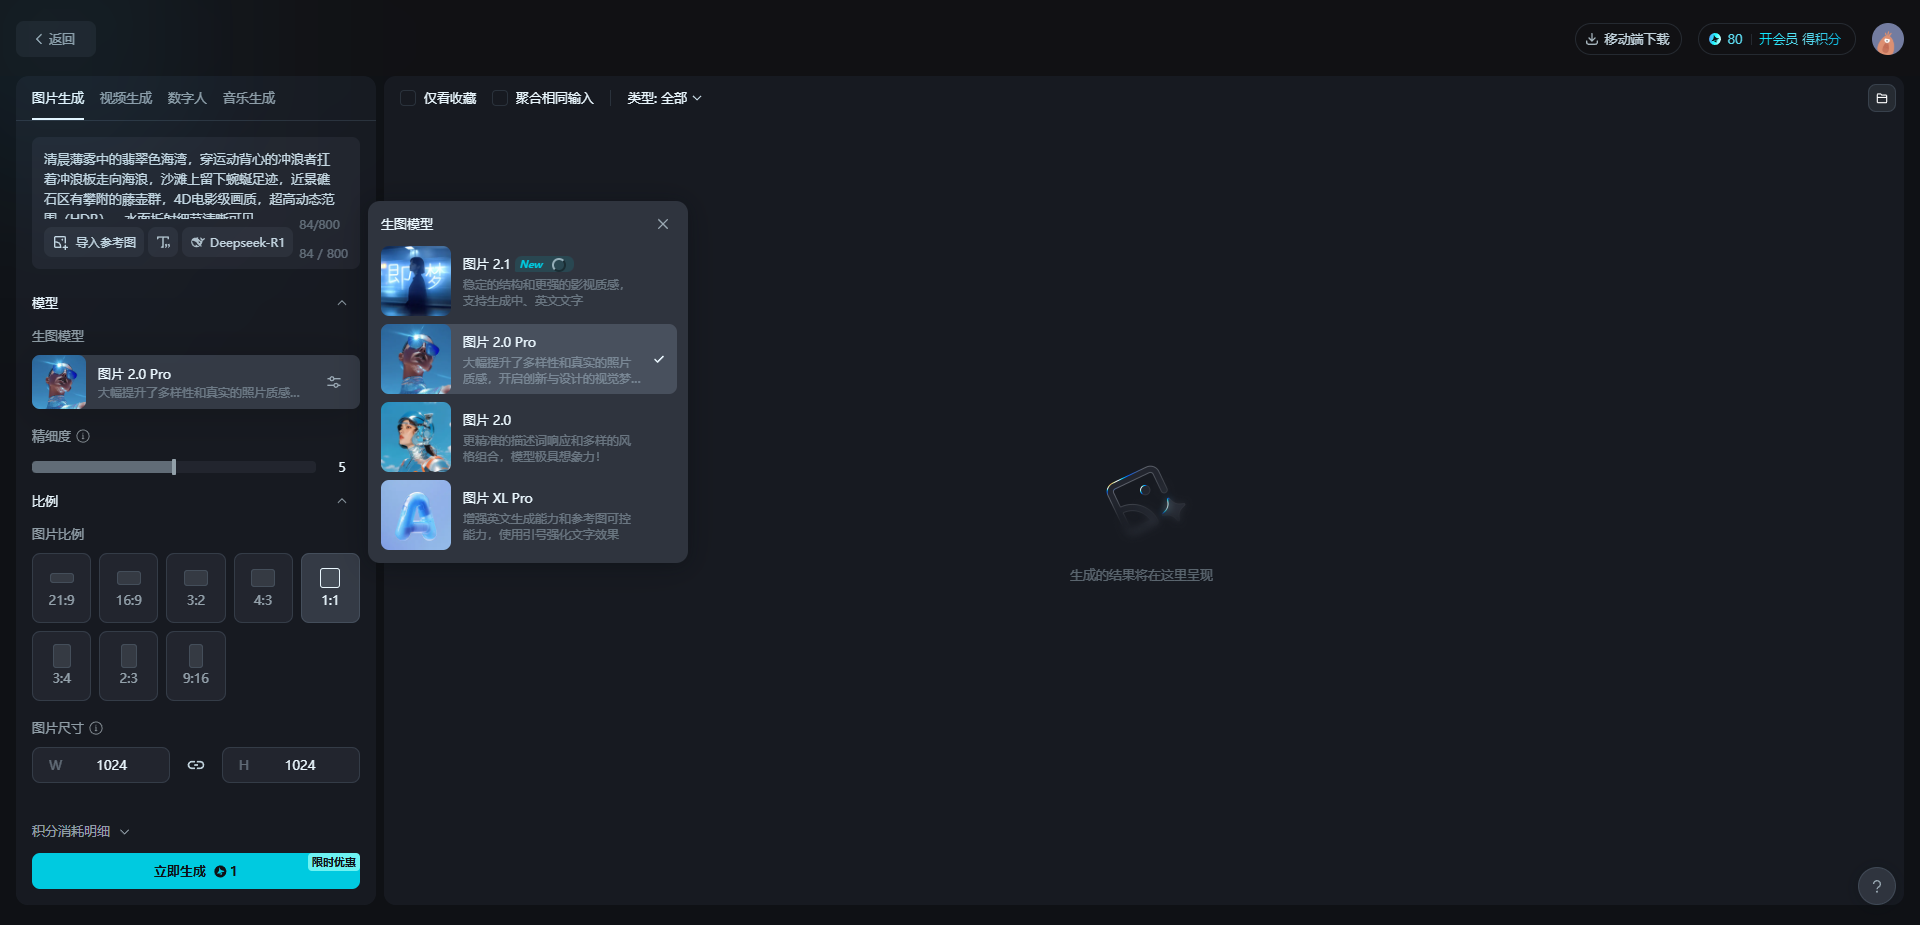 返回
移动端下载
80
开会员 得积分
图片生成
视频生成
数字人
音乐生成
仅看收藏
聚合相同输入
类型: 全部
清晨薄雾中的翡翠色海湾，穿运动背心的冲浪者扛
着冲浪板走向海浪，沙滩上留下蜿蜒足迹，近景礁
石区有攀附的藤壶群，4D电影级画质，超高动态范
围（HDR），水面折射细节清晰可见
84/800
导入参考图
Deepseek-R1
84 / 800
模型
生图模型
图片 2.0 Pro
大幅提升了多样性和真实的照片质感...
精细度
5
比例
图片比例
21:9
16:9
3:2
4:3
1:1
3:4
2:3
9:16
图片尺寸
W
1024
H
1024
积分消耗明细
立即生成
1
限时优惠
生图模型
即梦
图片 2.1
New
稳定的结构和更强的影视质感，
支持生成中、英文文字
图片 2.0 Pro
大幅提升了多样性和真实的照片
质感，开启创新与设计的视觉梦...
图片 2.0
更精准的描述词响应和多样的风
格组合，模型极具想象力！
A
图片 XL Pro
增强英文生成能力和参考图可控
能力，使用引号强化文字效果
生成的结果将在这里呈现
?